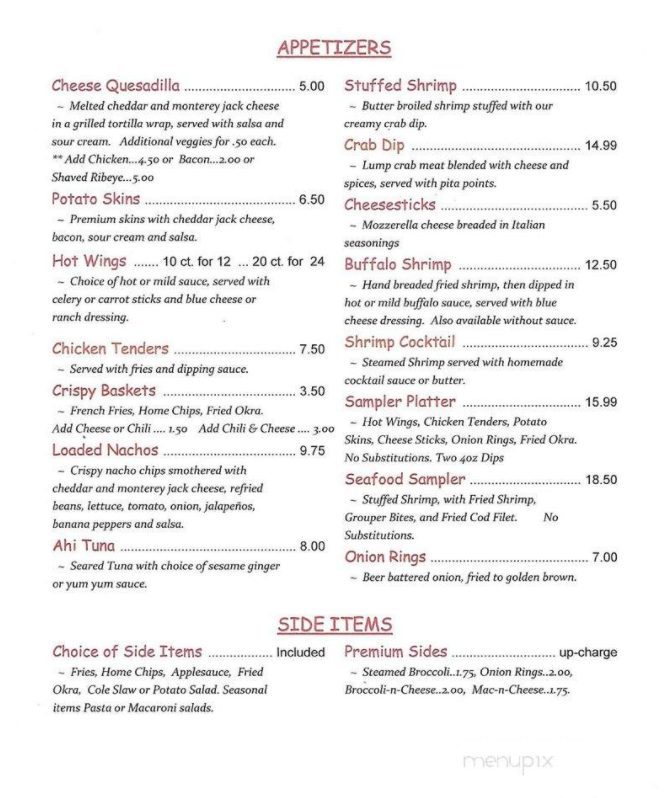 APPETIZERS
Cheese Quesadilla ................................ 5.00
~ Melted cheddar and monterey jack cheese
in a grilled tortilla wrap, served with salsa and
sour cream. Additional veggies for .50 each.
** Add Chicken...4.50 or Bacon...2.00 or
Shaved Ribeye...5.00
Potato Skins ........................................... 6.50
~ Premium skins with cheddar jack cheese,
bacon, sour cream and salsa.
Hot Wings ....... 10 ct. for 12 ... 20 ct. for 24
~ Choice of hot or mild sauce, served with
celery or carrot sticks and blue cheese or
ranch dressing.
Chicken Tenders ................................... 7.50
~ Served with fries and dipping sauce.
Crispy Baskets ...................................... 3.50
~ French Fries, Home Chips, Fried Okra.
Add Cheese or Chili .... 1.50 Add Chili & Cheese .... 3.00
Loaded Nachos ...................................... 9.75
~ Crispy nacho chips smothered with
cheddar and monterey jack cheese, refried
beans, lettuce, tomato, onion, jalapeños,
banana peppers and salsa.
Ahi Tuna .................................................. 8.00
~ Seared Tuna with choice of sesame ginger
or yum yum sauce.
Stuffed Shrimp .................................. 10.50
~ Butter broiled shrimp stuffed with our
creamy crab dip.
Crab Dip ................................................ 14.99
~ Lump crab meat blended with cheese and
spices, served with pita points.
Cheesesticks .......................................... 5.50
~ Mozzerella cheese breaded in Italian
seasonings
Buffalo Shrimp ................................... 12.50
~ Hand breaded fried shrimp, then dipped in
hot or mild buffalo sauce, served with blue
cheese dressing. Also available without sauce.
Shrimp Cocktail .................................... 9.25
~ Steamed Shrimp served with homemade
cocktail sauce or butter.
Sampler Platter .................................. 15.99
~ Hot Wings, Chicken Tenders, Potato
Skins, Cheese Sticks, Onion Rings, Fried Okra.
No Substitutions. Two 4oz Dips
Seafood Sampler ................................ 18.50
~ Stuffed Shrimp, with Fried Shrimp,
Grouper Bites, and Fried Cod Filet. No
Substitutions.
Onion Rings ............................................. 7.00
~ Beer battered onion, fried to golden brown.
SIDE ITEMS
Choice of Side Items .................. Included
~ Fries, Home Chips, Applesauce, Fried
Okra, Cole Slaw or Potato Salad. Seasonal
items Pasta or Macaroni salads.
Premium Sides ............................. up-charge
~ Steamed Broccoli..1.75, Onion Rings..2.00,
Broccoli-n-Cheese..2.00, Mac-n-Cheese..1.75.
menupix